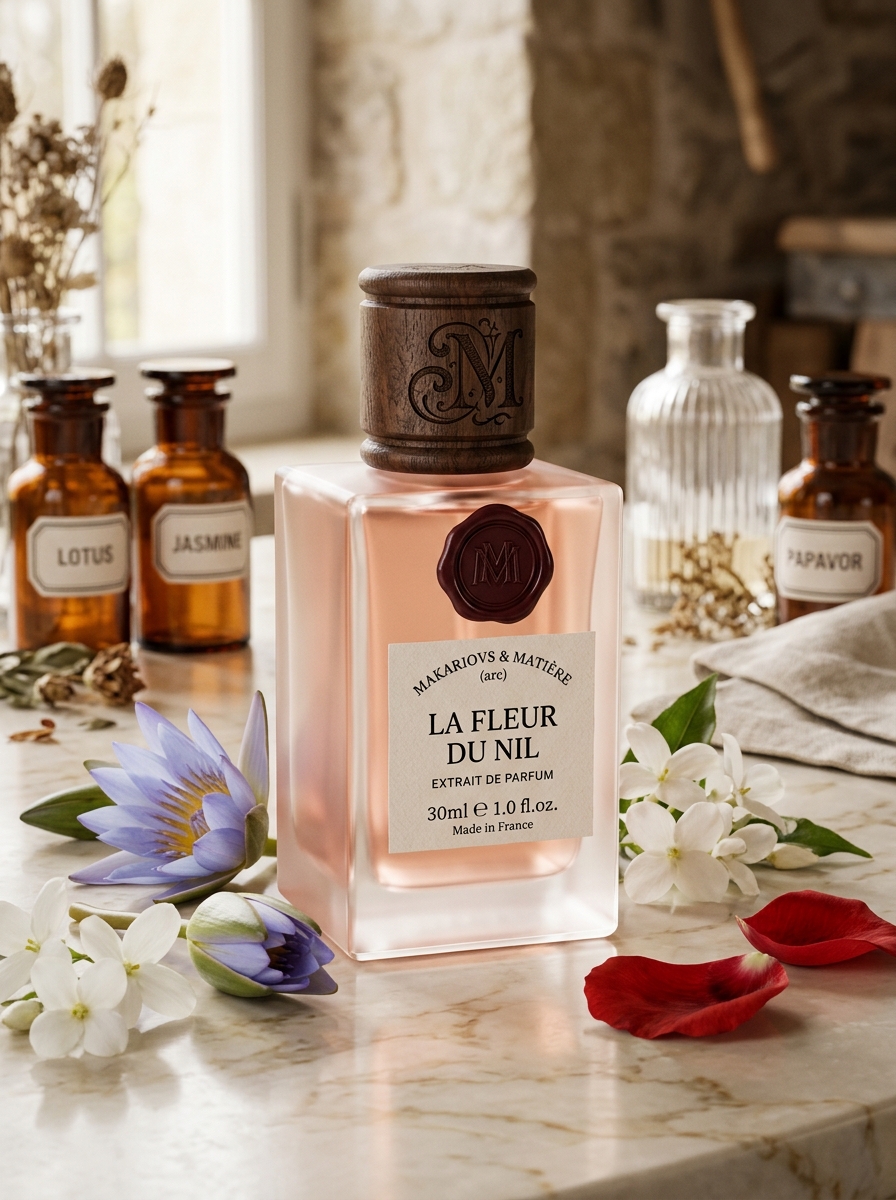 M
LOTUS
JASMINE
PAPAVOR
MM
MAKARIOVS & MATIÈRE
(arc)
LA FLEUR
DU NIL
EXTRAIT DE PARFUM
30ml ℮ 1.0 fl.oz.
Made in France